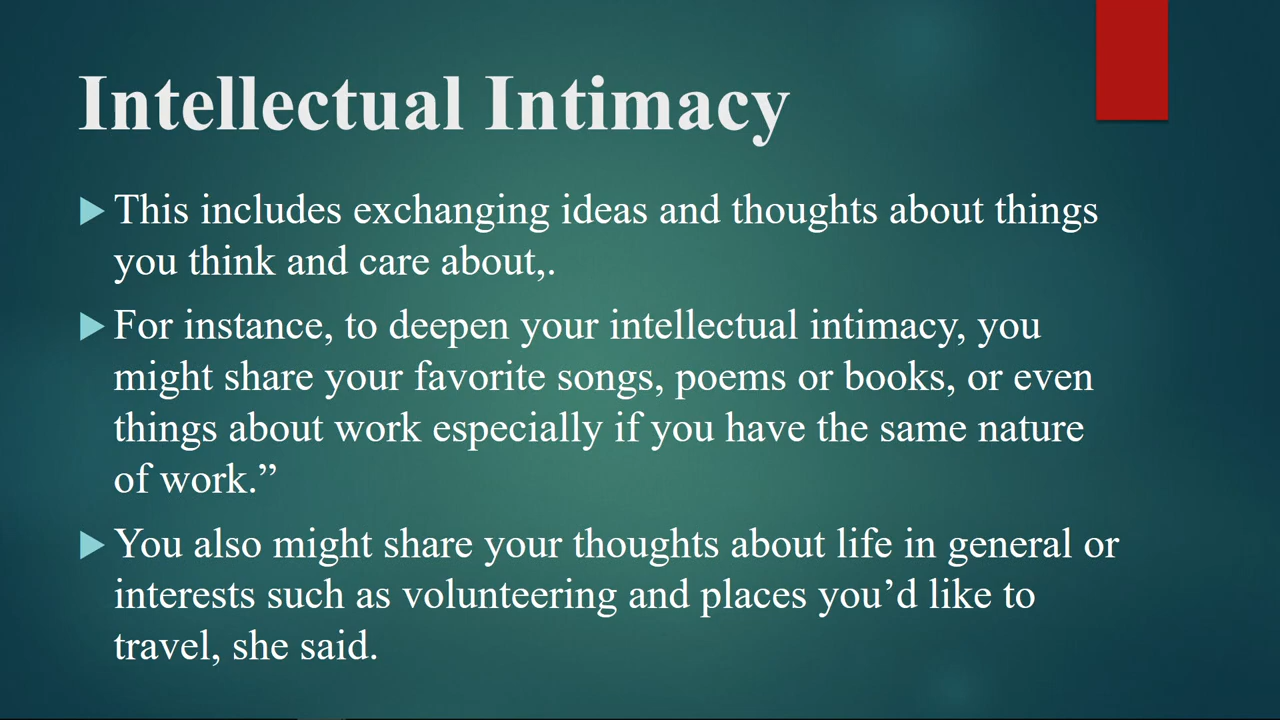 Intellectual Intimacy
This includes exchanging ideas and thoughts about things
you think and care about,.
For instance, to deepen your intellectual intimacy, you
might share your favorite songs, poems or books, or even
things about work especially if you have the same nature
of work.”
You also might share your thoughts about life in general or
interests such as volunteering and places you’d like to
travel, she said.